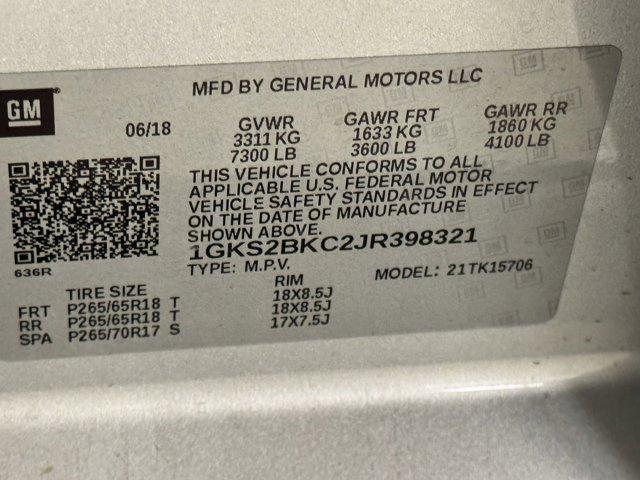 MFD BY GENERAL MOTORS LLC
GM
06/18
GVWR GAWR FRT GAWR RR
3311 KG 1633 KG 1860 KG
7300 LB 3600 LB 4100 LB
THIS VEHICLE CONFORMS TO ALL
APPLICABLE U.S. FEDERAL MOTOR
VEHICLE SAFETY STANDARDS IN EFFECT
ON THE DATE OF MANUFACTURE
SHOWN ABOVE.
1GKS2BKC2JR398321
TYPE: M.P.V. MODEL: 21TK15706
636R
TIRE SIZE RIM
FRT P265/65R18 T 18X8.5J
RR P265/65R18 T 18X8.5J
SPA P265/70R17 S 17X7.5J